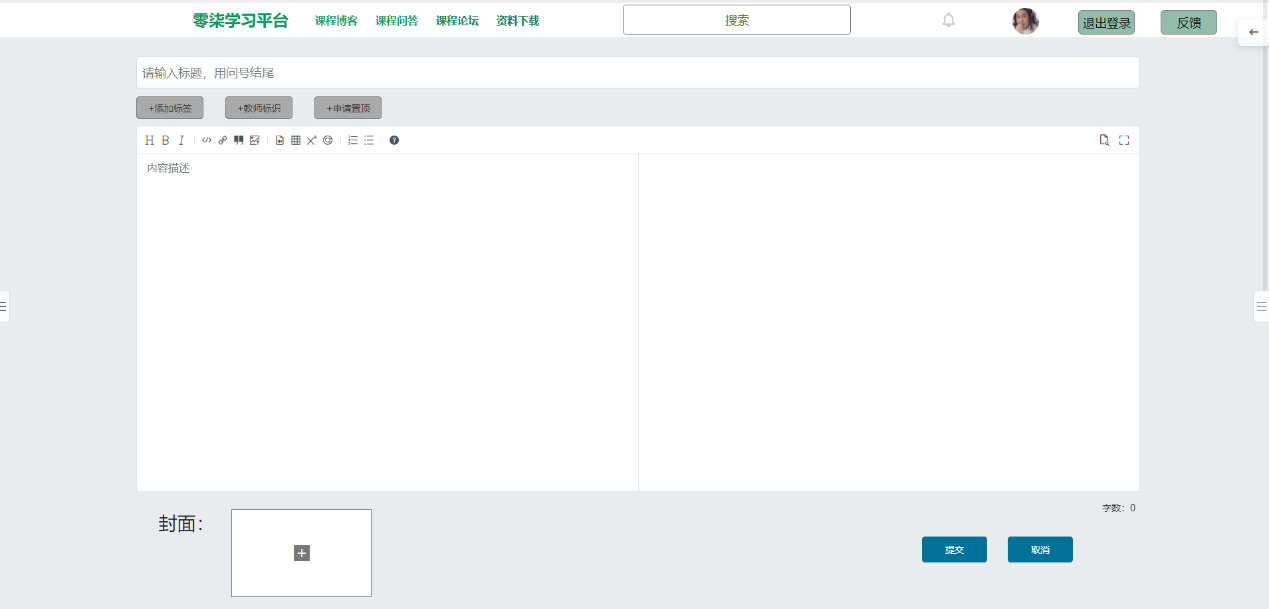 零柒学习平台 课程博客 课程问答 课程论坛 资料下载 搜索 退出登录 反馈
请输入标题，用问号结尾
+添加标签 +教师标识 +申请置顶
H B I
内容描述
字数：0
封面：
提交 取消